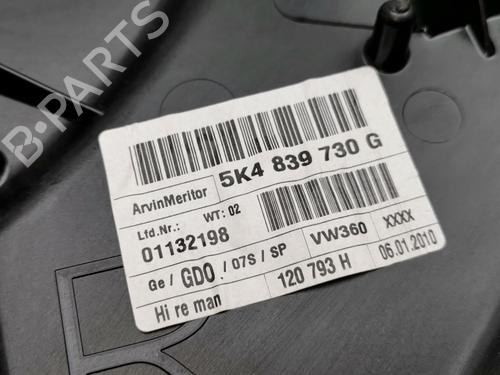 B-PARTS
ArvinMeritor
5K4 839 730 G
Lfd.Nr.: WT: 02
01132198
VW360
XXXX
Ge / GDO / 07S / SP
06.01.2010
Hi re man
120 793 H
R